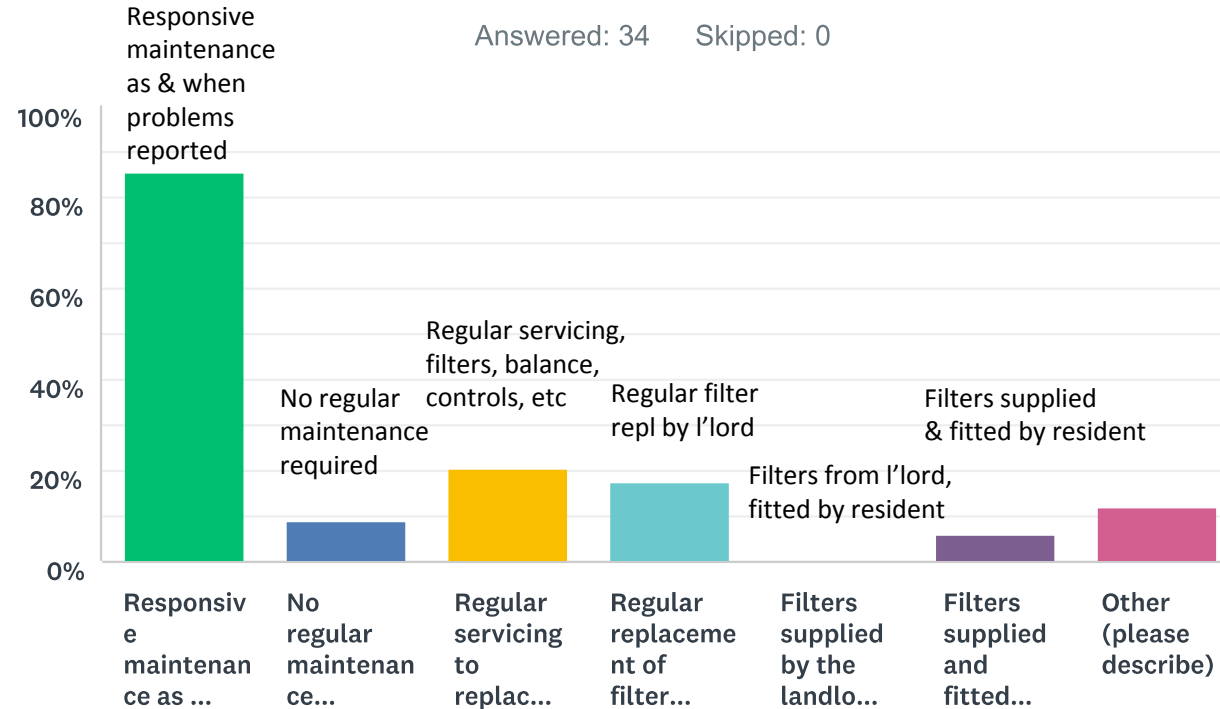 Responsive
maintenance
as & when
problems
reported
Answered: 34 Skipped: 0
100%
80%
60%
40%
20%
0%
No regular
maintenance
required
Regular servicing,
filters, balance,
controls, etc
Regular filter
repl by l’lord
Filters from l’lord,
fitted by resident
Filters supplied
& fitted by resident
Responsiv
e
maintenan
ce as ...
No
regular
maintenan
ce...
Regular
servicing
to
replac...
Regular
replaceme
nt of
filter...
Filters
supplied
by the
landlo...
Filters
supplied
and
fitted...
Other
(please
describe)